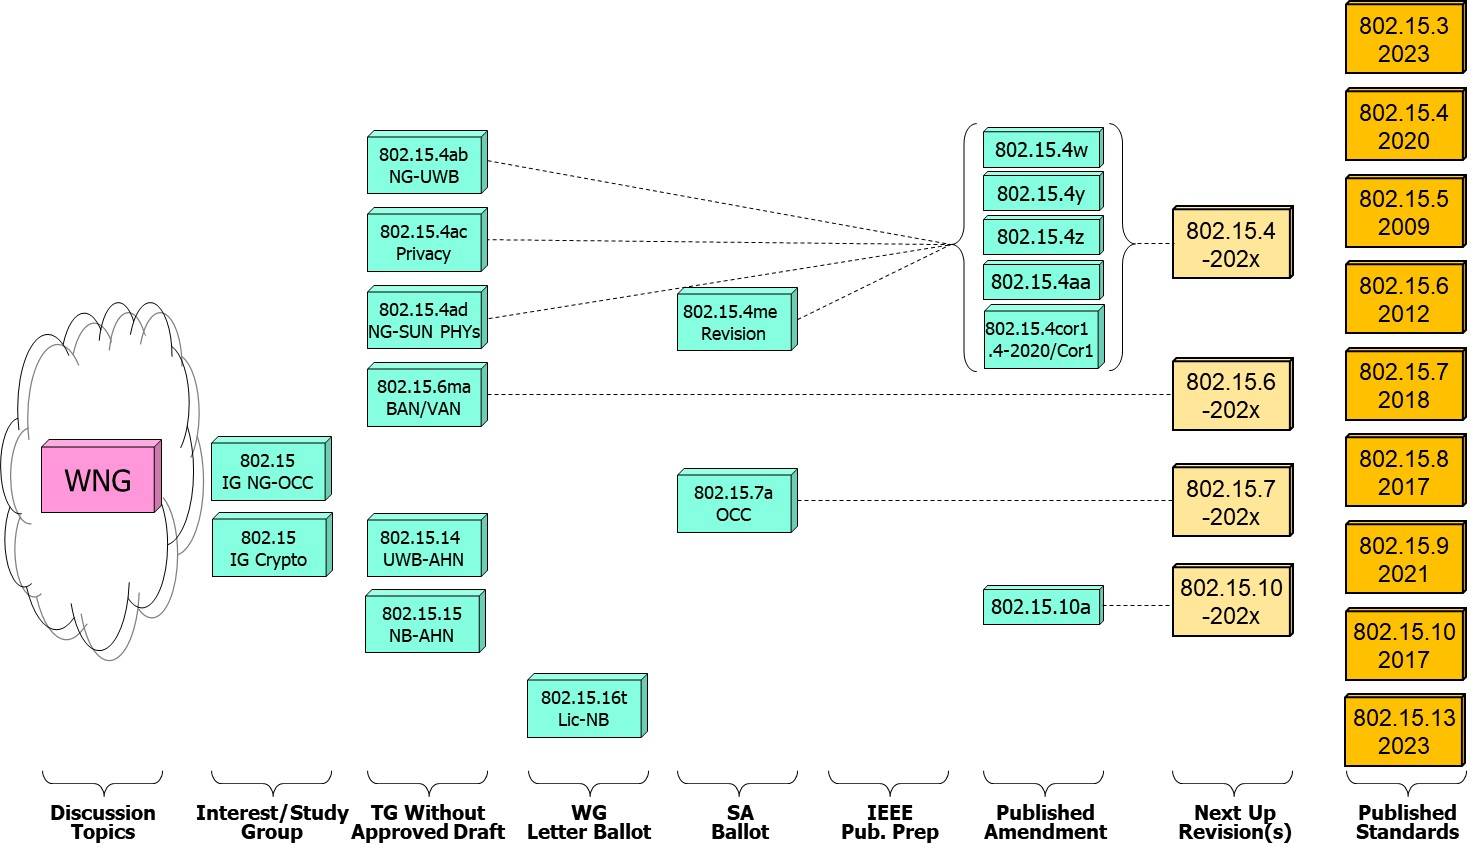 WNG
802.15
IG NG-OCC
802.15
IG Crypto
802.15.4ab
NG-UWB
802.15.4ac
Privacy
802.15.4ad
NG-SUN PHYs
802.15.6ma
BAN/VAN
802.15.14
UWB-AHN
802.15.15
NB-AHN
802.15.16t
Lic-NB
802.15.4me
Revision
802.15.7a
OCC
802.15.4w
802.15.4y
802.15.4z
802.15.4aa
802.15.4cor1
.4-2020/Cor1
802.15.10a
802.15.4
-202x
802.15.6
-202x
802.15.7
-202x
802.15.10
-202x
802.15.3
2023
802.15.4
2020
802.15.5
2009
802.15.6
2012
802.15.7
2018
802.15.8
2017
802.15.9
2021
802.15.10
2017
802.15.13
2023
Discussion
Topics
Interest/Study
Group
TG Without
Approved Draft
WG
Letter Ballot
SA
Ballot
IEEE
Pub. Prep
Published
Amendment
Next Up
Revision(s)
Published
Standards